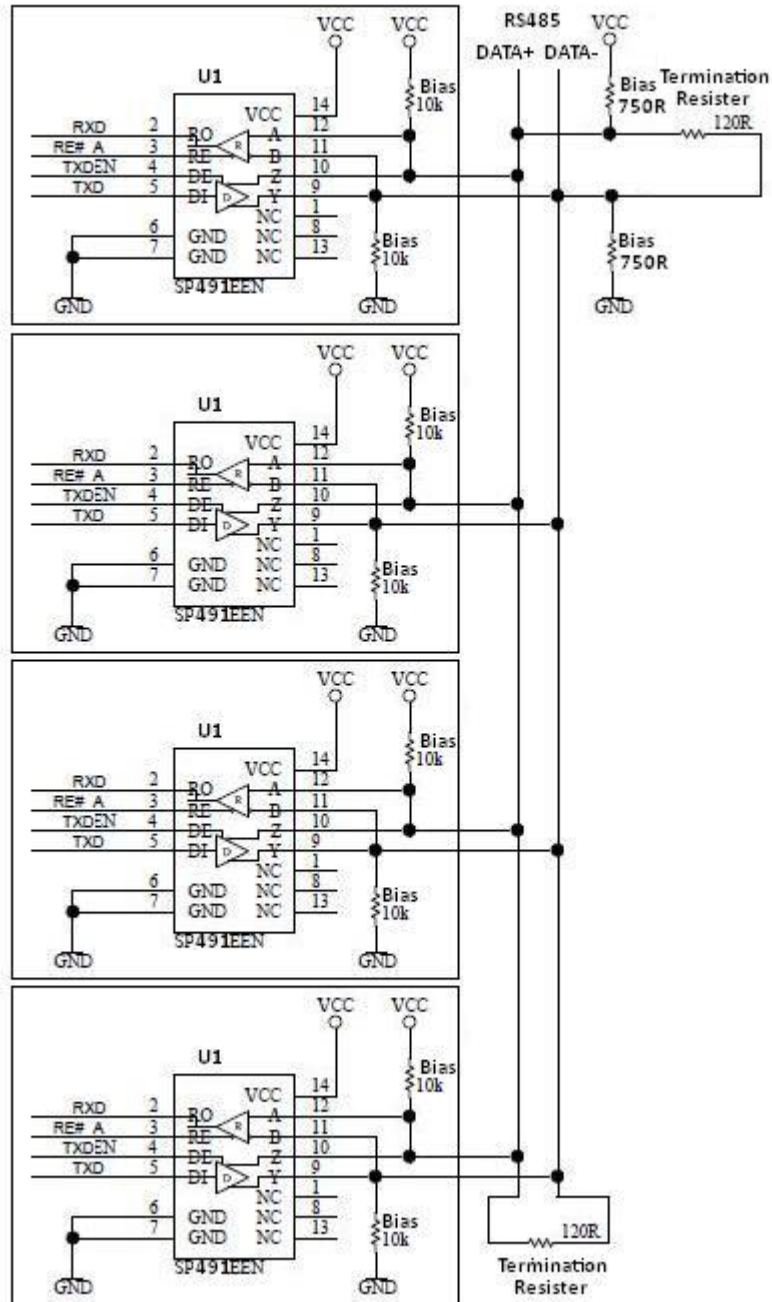 VCC VCC RS485 VCC
DATA+ DATA-
U1 Bias 10k Bias 750R Termination Resister
VCC 14
RXD 2 RO A 12 120R
RE# A 3 RE R B 11
TXDEN 4 DE Z 10
TXD 5 DI D Y 9
NC 1
6 GND NC 8 Bias 10k Bias 750R
7 GND NC 13
GND SP491EEN GND GND
VCC VCC
U1 Bias 10k
VCC 14
RXD 2 RO A 12
RE# A 3 RE R B 11
TXDEN 4 DE Z 10
TXD 5 DI D Y 9
NC 1
6 GND NC 8 Bias 10k
7 GND NC 13
GND SP491EEN GND
VCC VCC
U1 Bias 10k
VCC 14
RXD 2 RO A 12
RE# A 3 RE R B 11
TXDEN 4 DE Z 10
TXD 5 DI D Y 9
NC 1
6 GND NC 8 Bias 10k
7 GND NC 13
GND SP491EEN GND
VCC VCC
U1 Bias 10k
VCC 14
RXD 2 RO A 12
RE# A 3 RE R B 11
TXDEN 4 DE Z 10
TXD 5 DI D Y 9
NC 1
6 GND NC 8 Bias 10k 120R
7 GND NC 13
GND SP491EEN GND Termination Resister